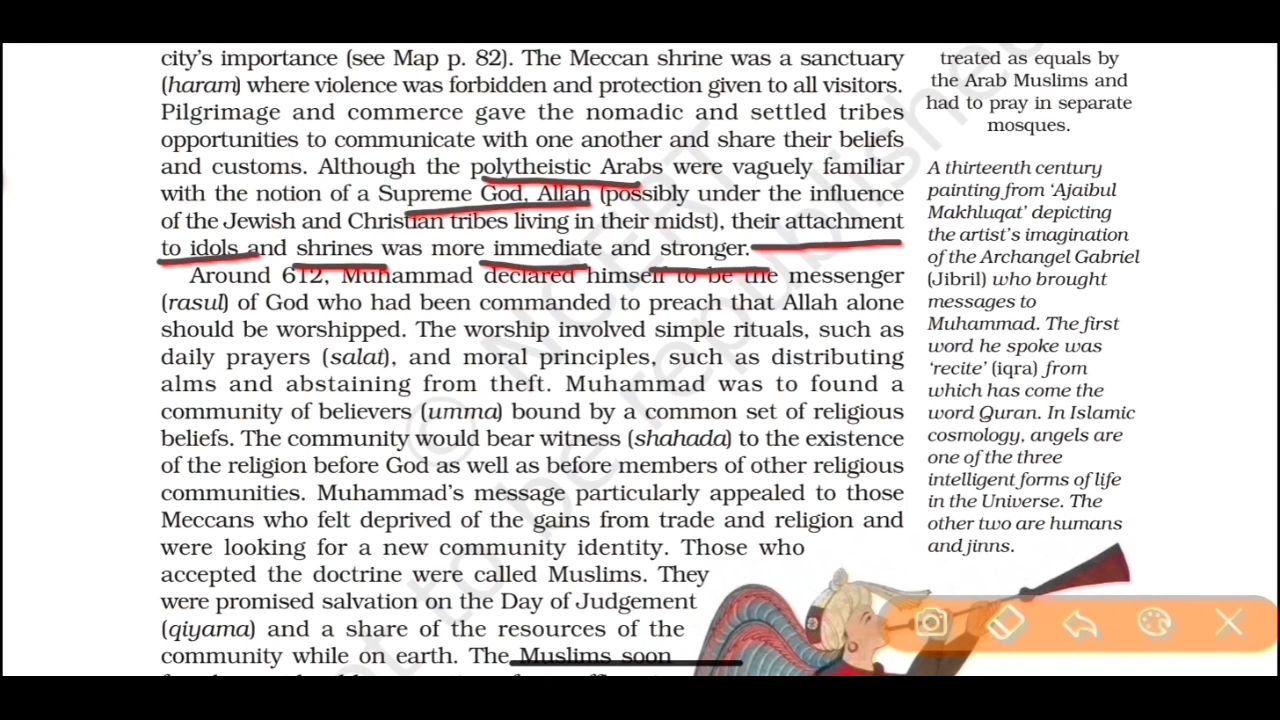 city's importance (see Map p. 82). The Meccan shrine was a sanctuary
(haram) where violence was forbidden and protection given to all visitors.
Pilgrimage and commerce gave the nomadic and settled tribes
opportunities to communicate with one another and share their beliefs
and customs. Although the polytheistic Arabs were vaguely familiar
with the notion of a Supreme God, Allah (possibly under the influence
of the Jewish and Christian tribes living in their midst), their attachment
to idols and shrines was more immediate and stronger.
Around 612, Muhammad declared himself to be the messenger
(rasul) of God who had been commanded to preach that Allah alone
should be worshipped. The worship involved simple rituals, such as
daily prayers (salat), and moral principles, such as distributing
alms and abstaining from theft. Muhammad was to found a
community of believers (umma) bound by a common set of religious
beliefs. The community would bear witness (shahada) to the existence
of the religion before God as well as before members of other religious
communities. Muhammad's message particularly appealed to those
Meccans who felt deprived of the gains from trade and religion and
were looking for a new community identity. Those who
accepted the doctrine were called Muslims. They
were promised salvation on the Day of Judgement
(qiyama) and a share of the resources of the
community while on earth. The Muslims soon
treated as equals by
the Arab Muslims and
had to pray in separate
mosques.
A thirteenth century
painting from 'Ajaibul
Makhluqat' depicting
the artist's imagination
of the Archangel Gabriel
(Jibril) who brought
messages to
Muhammad. The first
word he spoke was
'recite' (iqra) from
which has come the
word Quran. In Islamic
cosmology, angels are
one of the three
intelligent forms of life
in the Universe. The
other two are humans
and jinns.
© NCERT
not to be republished